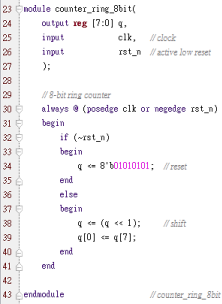 23 module counter_ring_8bit(
24 output reg [7:0] q,
25 input clk, // clock
26 input rst_n // active low reset
27 );
28
29 // 8-bit ring counter
30 always @ (posedge clk or negedge rst_n)
31 begin
32 if (~rst_n)
33 begin
34 q <= 8'b01010101; // reset
35 end
36 else
37 begin
38 q <= (q << 1); // shift
39 q[0] <= q[7];
40 end
41 end
42
43 endmodule // counter_ring_8bit